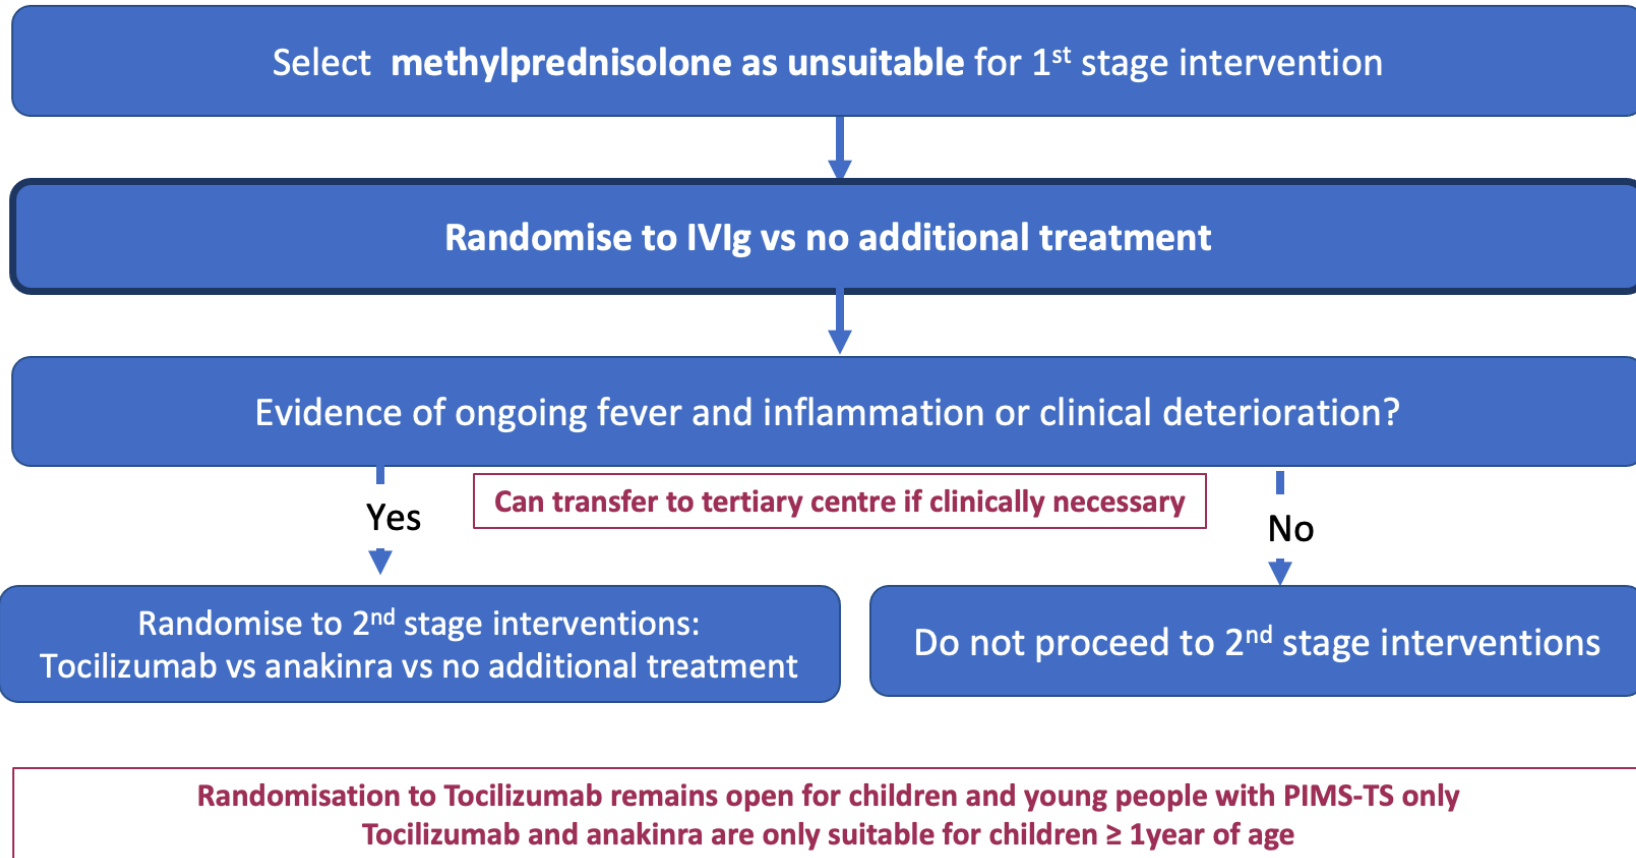 Select methylprednisolone as unsuitable for 1st stage intervention
Randomise to IVIg vs no additional treatment
Evidence of ongoing fever and inflammation or clinical deterioration?
Can transfer to tertiary centre if clinically necessary
Yes
No
Randomise to 2nd stage interventions:
Tocilizumab vs anakinra vs no additional treatment
Do not proceed to 2nd stage interventions
Randomisation to Tocilizumab remains open for children and young people with PIMS-TS only
Tocilizumab and anakinra are only suitable for children ≥ 1year of age